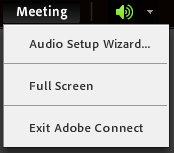 Meeting
Audio Setup Wizard...
Full Screen
Exit Adobe Connect